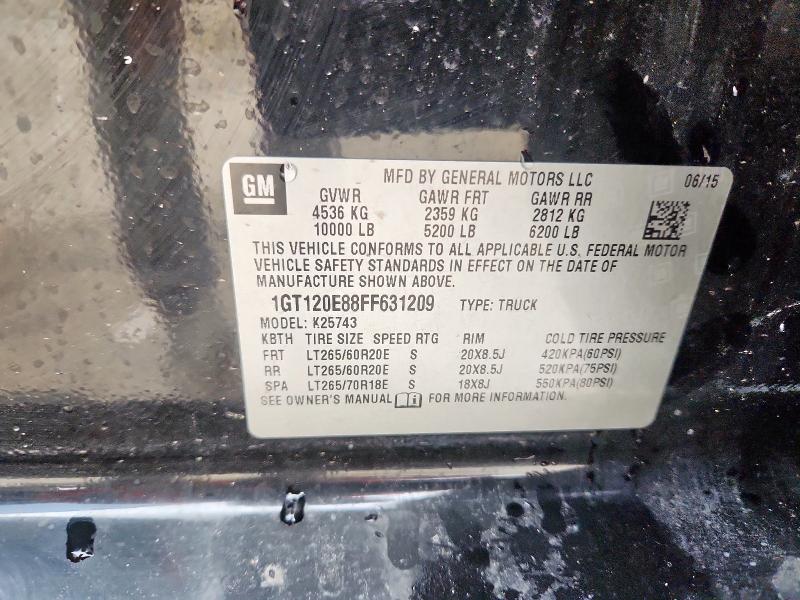 GM
MFD BY GENERAL MOTORS LLC 06/15
GVWR GAWR FRT GAWR RR
4536 KG 2359 KG 2812 KG
10000 LB 5200 LB 6200 LB
THIS VEHICLE CONFORMS TO ALL APPLICABLE U.S. FEDERAL MOTOR
VEHICLE SAFETY STANDARDS IN EFFECT ON THE DATE OF
MANUFACTURE SHOWN ABOVE.
1GT120E88FF631209 TYPE: TRUCK
MODEL: K25743
KBTH TIRE SIZE SPEED RTG RIM COLD TIRE PRESSURE
FRT LT265/60R20E S 20X8.5J 420KPA(60PSI)
RR LT265/60R20E S 20X8.5J 520KPA(75PSI)
SPA LT265/70R18E S 18X8J 550KPA(80PSI)
SEE OWNER'S MANUAL FOR MORE INFORMATION.